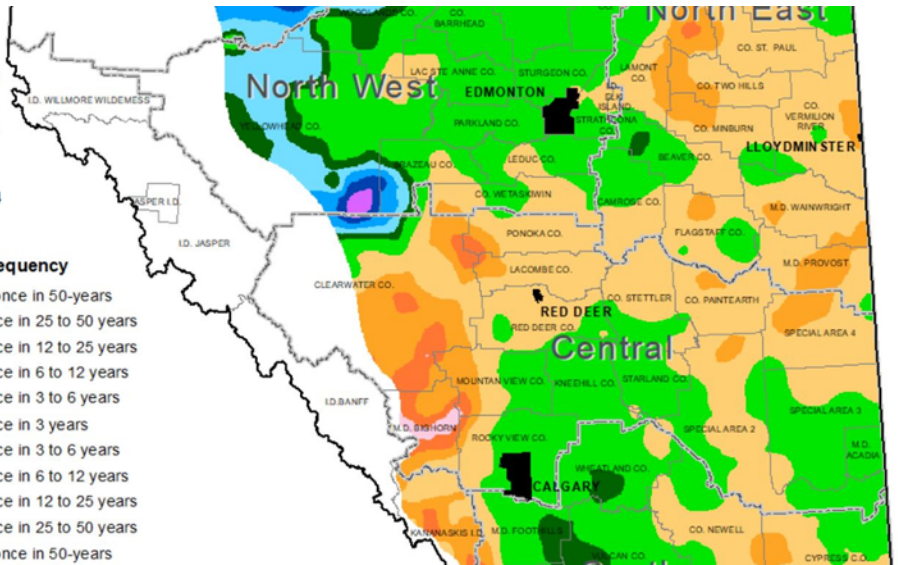 North East
WOODLANDS CO.
CO.
BARRHEAD
CO. ST. PAUL
LAC STE ANNE CO.
STURGEON CO.
LAMONT
CO.
North West
EDMONTON
CO. TWO HILLS
I.D. WILLMORE WILDERNESS
ELK
ISLAND
CO.
VERMILION
RIVER
YELLOWHEAD CO.
PARKLAND CO.
STRATHCONA
CO.
CO. MINBURN
LLOYDMINSTER
BRAZEAU CO.
LEDUC CO.
BEAVER CO.
CO. WETASKIWIN
CAMROSE CO.
M.D. WAINWRIGHT
JASPER I.D.
PONOKA CO.
FLAGSTAFF CO.
I.D. JASPER
M.D. PROVOST
equency
LACOMBE CO.
CLEARWATER CO.
once in 50-years
CO. STETTLER
CO. PAINTEARTH
ce in 25 to 50 years
RED DEER
RED DEER CO.
SPECIAL AREA 4
ce in 12 to 25 years
Central
ce in 6 to 12 years
MOUNTAIN VIEW CO.
KNEEHILL CO.
STARLAND CO.
ce in 3 to 6 years
I.D.BANFF
SPECIAL AREA 3
ce in 3 years
M.D. BIGHORN
ROCKY VIEW CO.
SPECIAL AREA 2
M.D.
ACADIA
ce in 3 to 6 years
ce in 6 to 12 years
WHEATLAND CO.
CALGARY
ce in 12 to 25 years
ce in 25 to 50 years
KANANASKIS I.D.
M.D. FOOTHILLS
CO. NEWELL
once in 50-years
VULCAN CO.
CYPRESS CO.